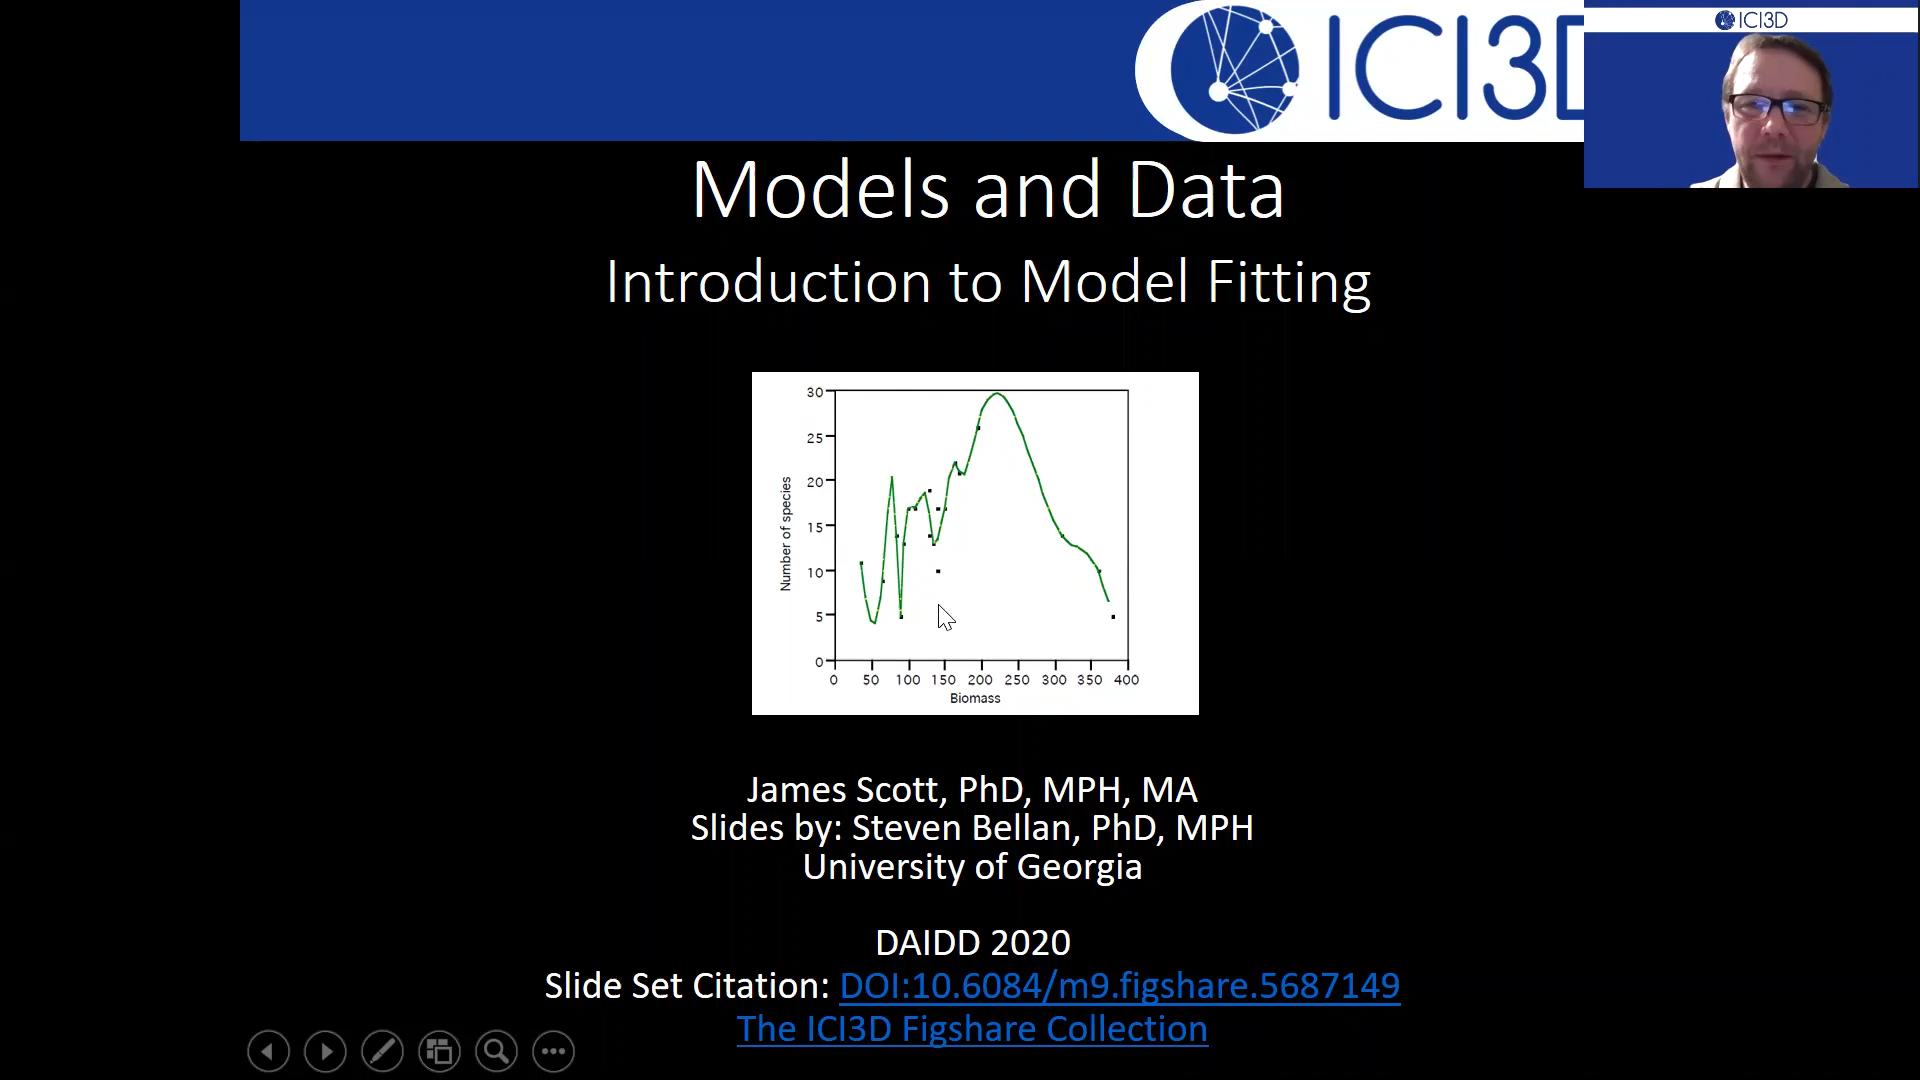 ICI3D
ICI3D
Models and Data
Introduction to Model Fitting
30
25
20
15
10
5
0
Number of species
0 50 100 150 200 250 300 350 400
Biomass
James Scott, PhD, MPH, MA
Slides by: Steven Bellan, PhD, MPH
University of Georgia
DAIDD 2020
Slide Set Citation: DOI:10.6084/m9.figshare.5687149
The ICI3D Figshare Collection